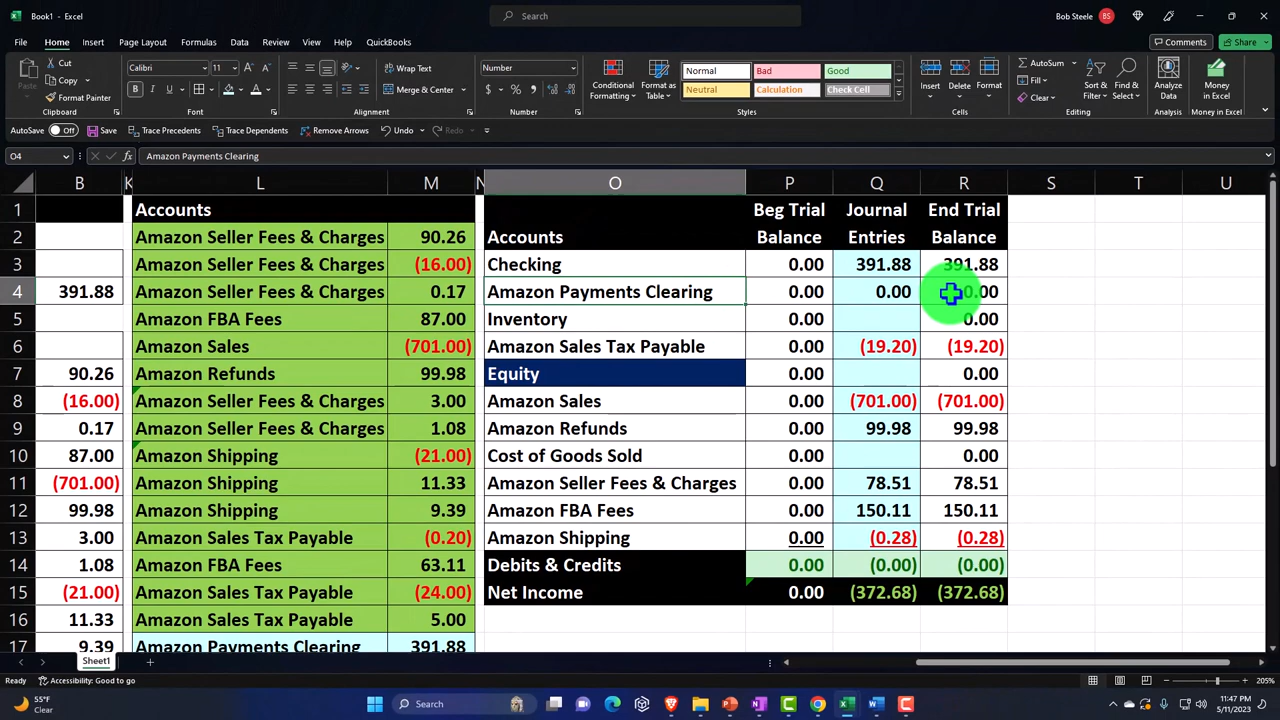 Book1 - Excel
Search
Bob Steele BS
File Home Insert Page Layout Formulas Data Review View Help QuickBooks Comments Share
Cut Calibri 11 Wrap Text Number Normal Bad Good AutoSum
Copy Fill
Paste Conditional Format as Insert Delete Format Sort & Find & Analyze Money
Format Painter Merge & Center Neutral Calculation Check Cell Clear
Formatting Table Filter Select Data in Excel
Clipboard Font Alignment Number Styles Cells Editing Analysis Money in Excel
AutoSave Off Save Trace Precedents Trace Dependents Remove Arrows Undo Redo
O4 fx Amazon Payments Clearing
B K L M N O P Q R S T U
1 Accounts Beg Trial Journal End Trial
2 Amazon Seller Fees & Charges 90.26 Accounts Balance Entries Balance
3 Amazon Seller Fees & Charges (16.00) Checking 0.00 391.88 391.88
4 391.88 Amazon Seller Fees & Charges 0.17 Amazon Payments Clearing 0.00 0.00 0.00
5 Amazon FBA Fees 87.00 Inventory 0.00 0.00
6 Amazon Sales (701.00) Amazon Sales Tax Payable 0.00 (19.20) (19.20)
7 90.26 Amazon Refunds 99.98 Equity 0.00 0.00
8 (16.00) Amazon Seller Fees & Charges 3.00 Amazon Sales 0.00 (701.00) (701.00)
9 0.17 Amazon Seller Fees & Charges 1.08 Amazon Refunds 0.00 99.98 99.98
10 87.00 Amazon Shipping (21.00) Cost of Goods Sold 0.00 0.00
11 (701.00) Amazon Shipping 11.33 Amazon Seller Fees & Charges 0.00 78.51 78.51
12 99.98 Amazon Shipping 9.39 Amazon FBA Fees 0.00 150.11 150.11
13 3.00 Amazon Sales Tax Payable (0.20) Amazon Shipping 0.00 (0.28) (0.28)
14 1.08 Amazon FBA Fees 63.11 Debits & Credits 0.00 (0.00) (0.00)
15 (21.00) Amazon Sales Tax Payable (24.00) Net Income 0.00 (372.68) (372.68)
16 11.33 Amazon Sales Tax Payable 5.00
17 9.39 Amazon Payments Clearing 391.88
Sheet1
Ready Accessibility: Good to go 205%
55°F
Clear
Search
11:47 PM
5/11/2023